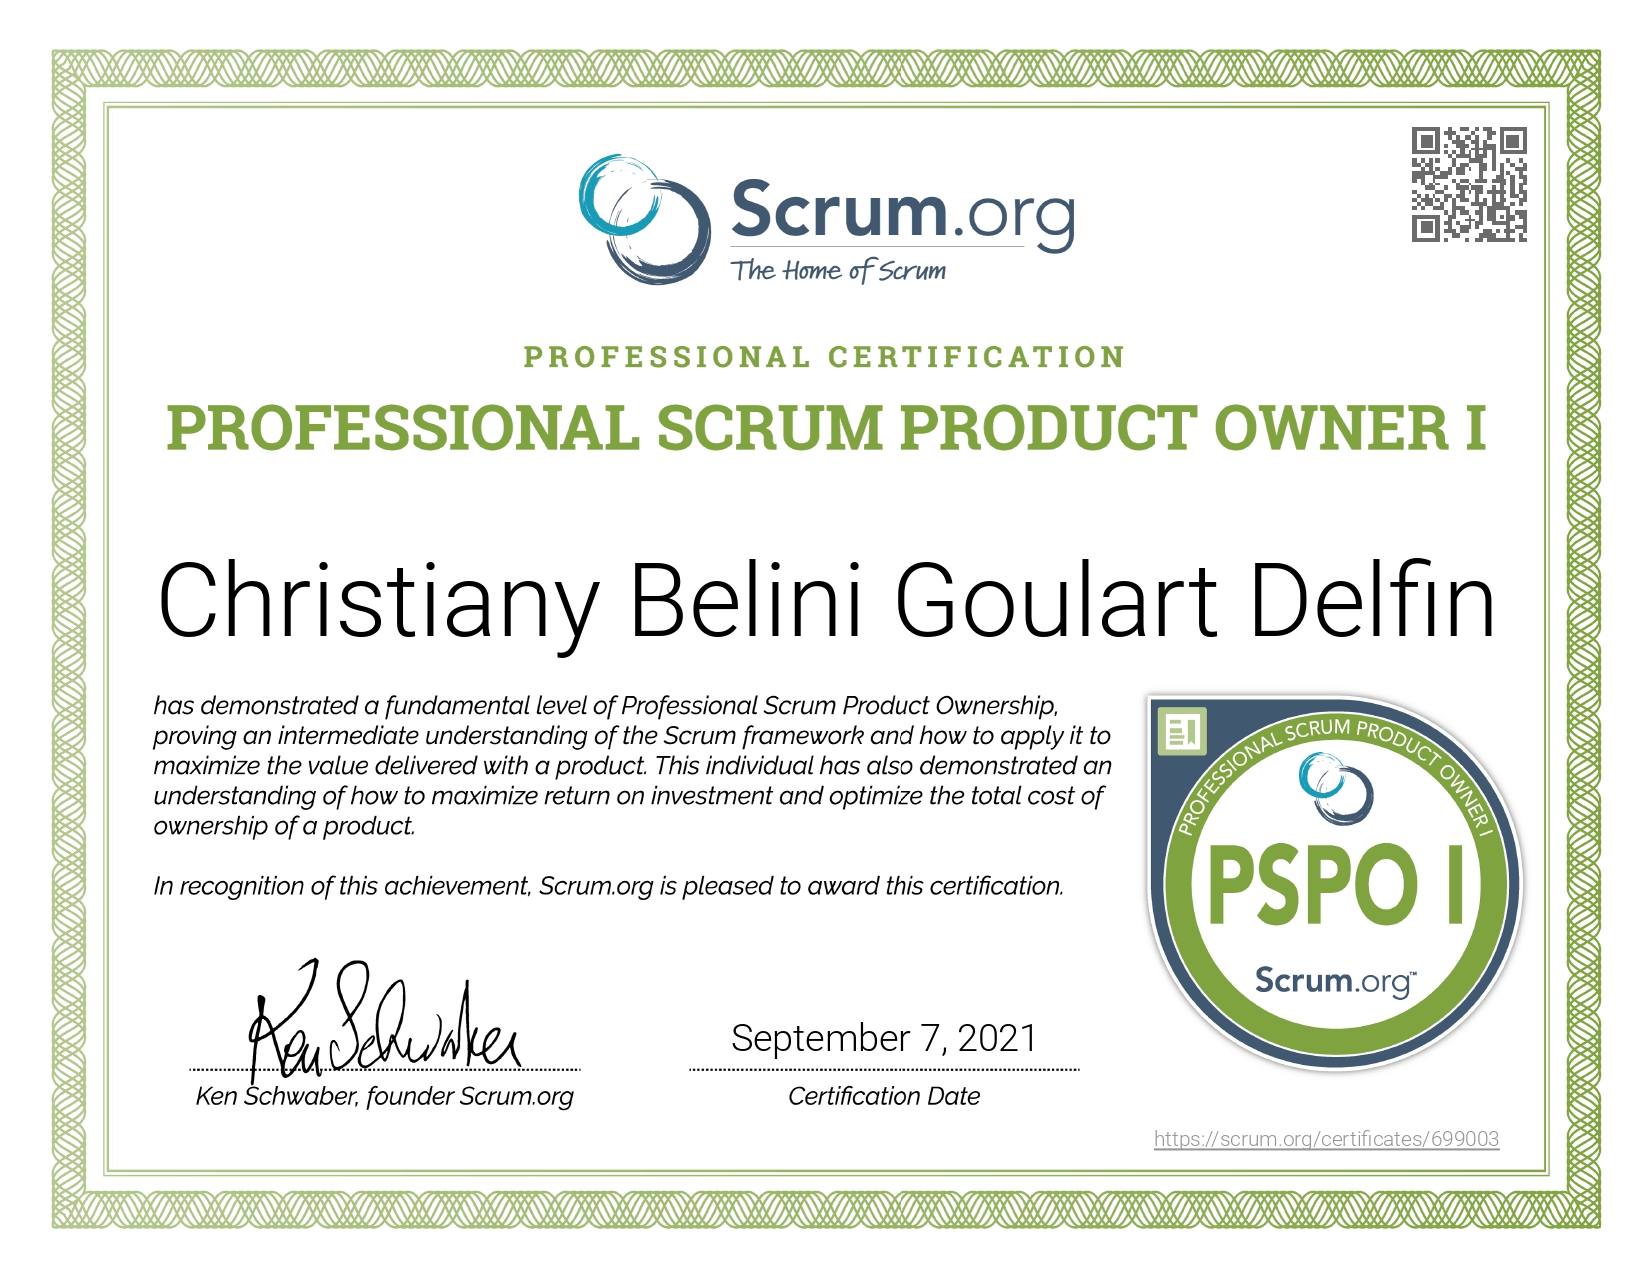 Scrum.org
The Home of Scrum
PROFESSIONAL CERTIFICATION
PROFESSIONAL SCRUM PRODUCT OWNER I
Christiany Belini Goulart Delfin
has demonstrated a fundamental level of Professional Scrum Product Ownership,
proving an intermediate understanding of the Scrum framework and how to apply it to
maximize the value delivered with a product. This individual has also demonstrated an
understanding of how to maximize return on investment and optimize the total cost of
ownership of a product.
In recognition of this achievement, Scrum.org is pleased to award this certification.
PROFESSIONAL SCRUM PRODUCT OWNER I
PSPO I
Scrum.org™
Ken Schwaber
Ken Schwaber, founder Scrum.org
September 7, 2021
Certification Date
https://scrum.org/certificates/699003